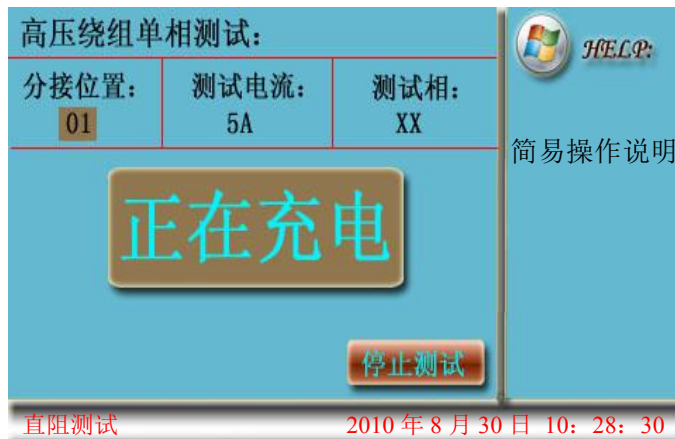 高压绕组单相测试：
HELP:
分接位置： 测试电流： 测试相：
01 5A XX
简易操作说明
正在充电
停止测试
直阻测试 2010 年 8 月 30 日 10：28：30